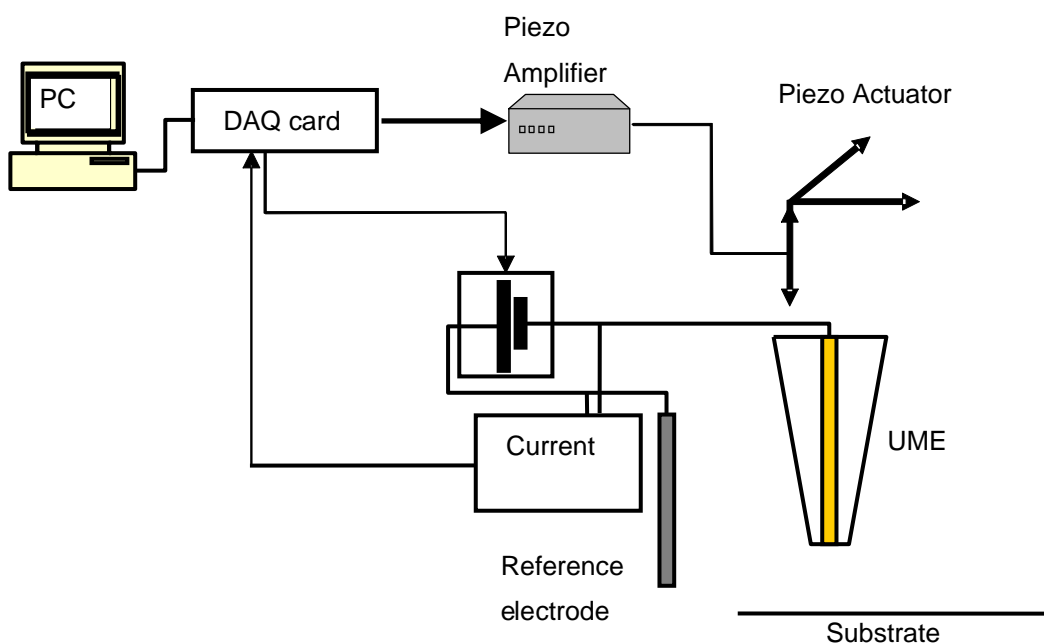 Piezo
Amplifier
PC
DAQ card
Piezo Actuator
Current
UME
Reference
electrode
Substrate